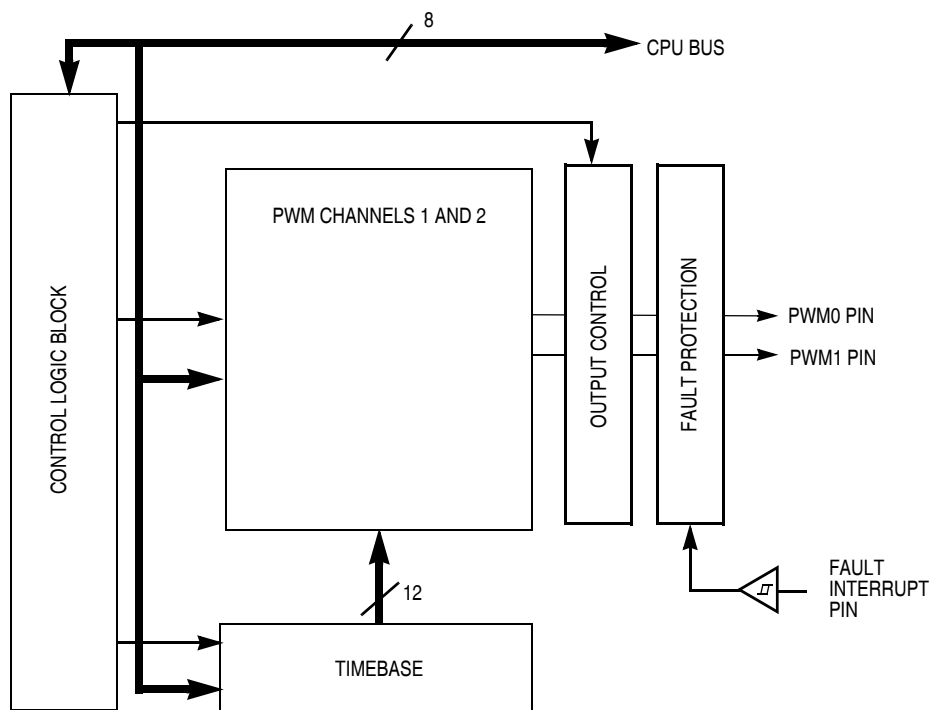 8
CPU BUS
PWM CHANNELS 1 AND 2
CONTROL LOGIC BLOCK
OUTPUT CONTROL
FAULT PROTECTION
PWM0 PIN
PWM1 PIN
12
FAULT
INTERRUPT
PIN
TIMEBASE